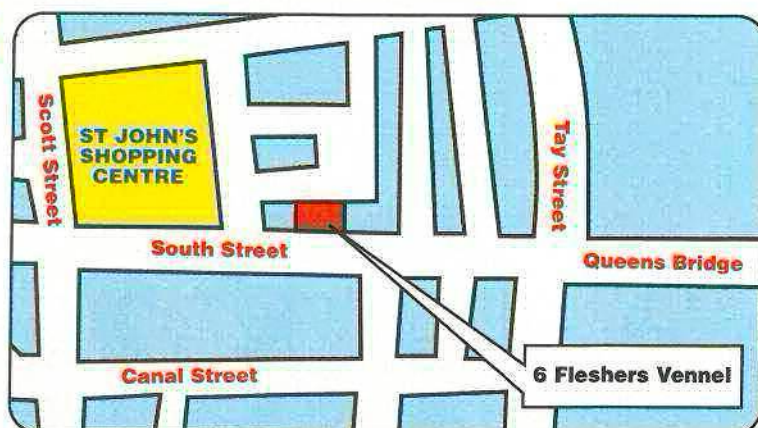 Scott Street
ST JOHN'S
SHOPPING
CENTRE
Tay Street
South Street
Queens Bridge
Canal Street
6 Fleshers Vennel